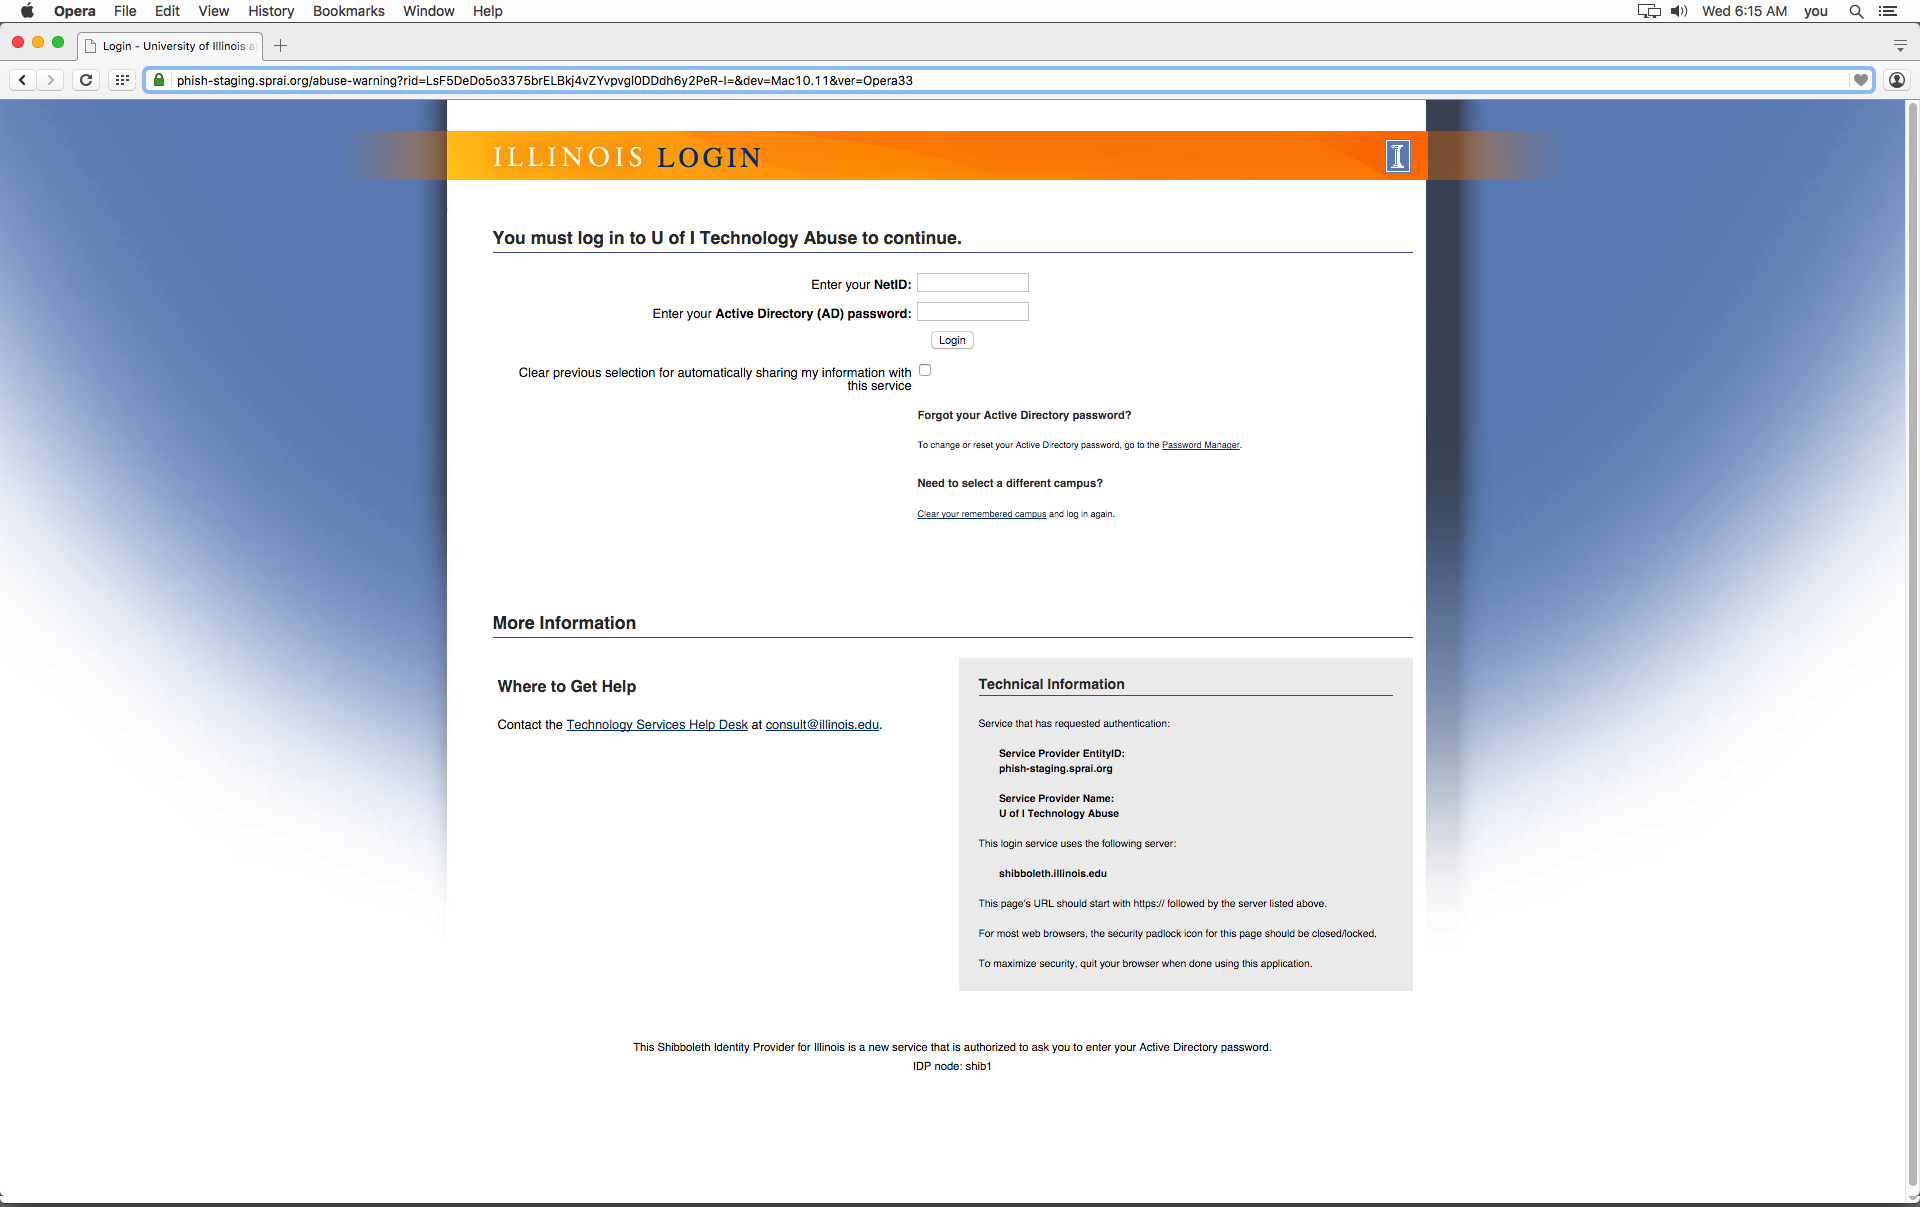 Opera File Edit View History Bookmarks Window Help Wed 6:15 AM you
Login - University of Illinois a
phish-staging.sprai.org/abuse-warning?rid=LsF5DeDo5o3375brELBkj4vZYvpvgl0DDdh6y2PeR-I=&dev=Mac10.11&ver=Opera33
ILLINOIS LOGIN
You must log in to U of I Technology Abuse to continue.
Enter your NetID:
Enter your Active Directory (AD) password:
Login
Clear previous selection for automatically sharing my information with
this service
Forgot your Active Directory password?
To change or reset your Active Directory password, go to the Password Manager.
Need to select a different campus?
Clear your remembered campus and log in again.
More Information
Where to Get Help
Contact the Technology Services Help Desk at consult@illinois.edu.
Technical Information
Service that has requested authentication:
Service Provider EntityID:
phish-staging.sprai.org
Service Provider Name:
U of I Technology Abuse
This login service uses the following server:
shibboleth.illinois.edu
This page's URL should start with https:// followed by the server listed above.
For most web browsers, the security padlock icon for this page should be closed/locked.
To maximize security, quit your browser when done using this application.
This Shibboleth Identity Provider for Illinois is a new service that is authorized to ask you to enter your Active Directory password.
IDP node: shib1